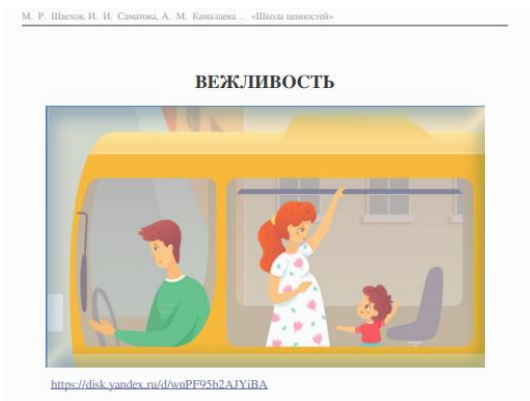 М. Р. Шаехов, И. И. Саматова, А. М. Камалаева… «Школа ценностей»
ВЕЖЛИВОСТЬ
https://disk.yandex.ru/d/wnPF95b2AJYiBA